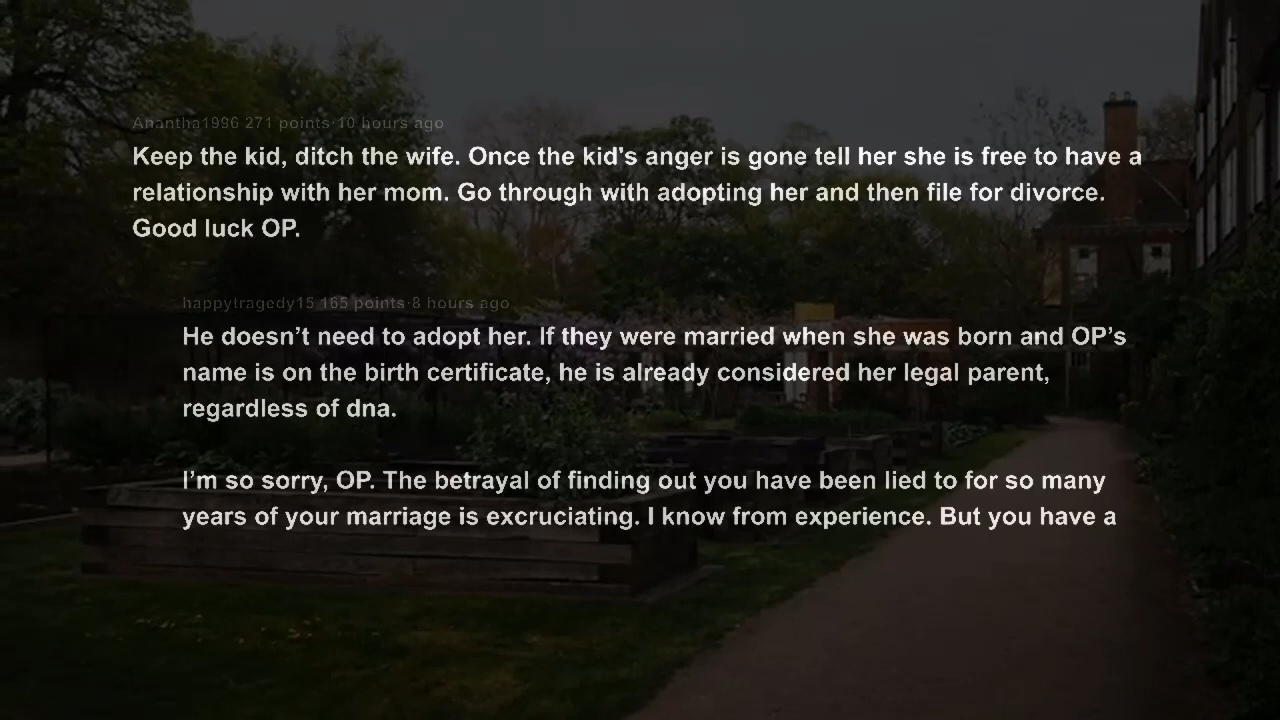 Anantha1996 271 points·10 hours ago
Keep the kid, ditch the wife. Once the kid's anger is gone tell her she is free to have a
relationship with her mom. Go through with adopting her and then file for divorce.
Good luck OP.
happytragedy15 165 points·8 hours ago
He doesn’t need to adopt her. If they were married when she was born and OP’s
name is on the birth certificate, he is already considered her legal parent,
regardless of dna.
I’m so sorry, OP. The betrayal of finding out you have been lied to for so many
years of your marriage is excruciating. I know from experience. But you have a